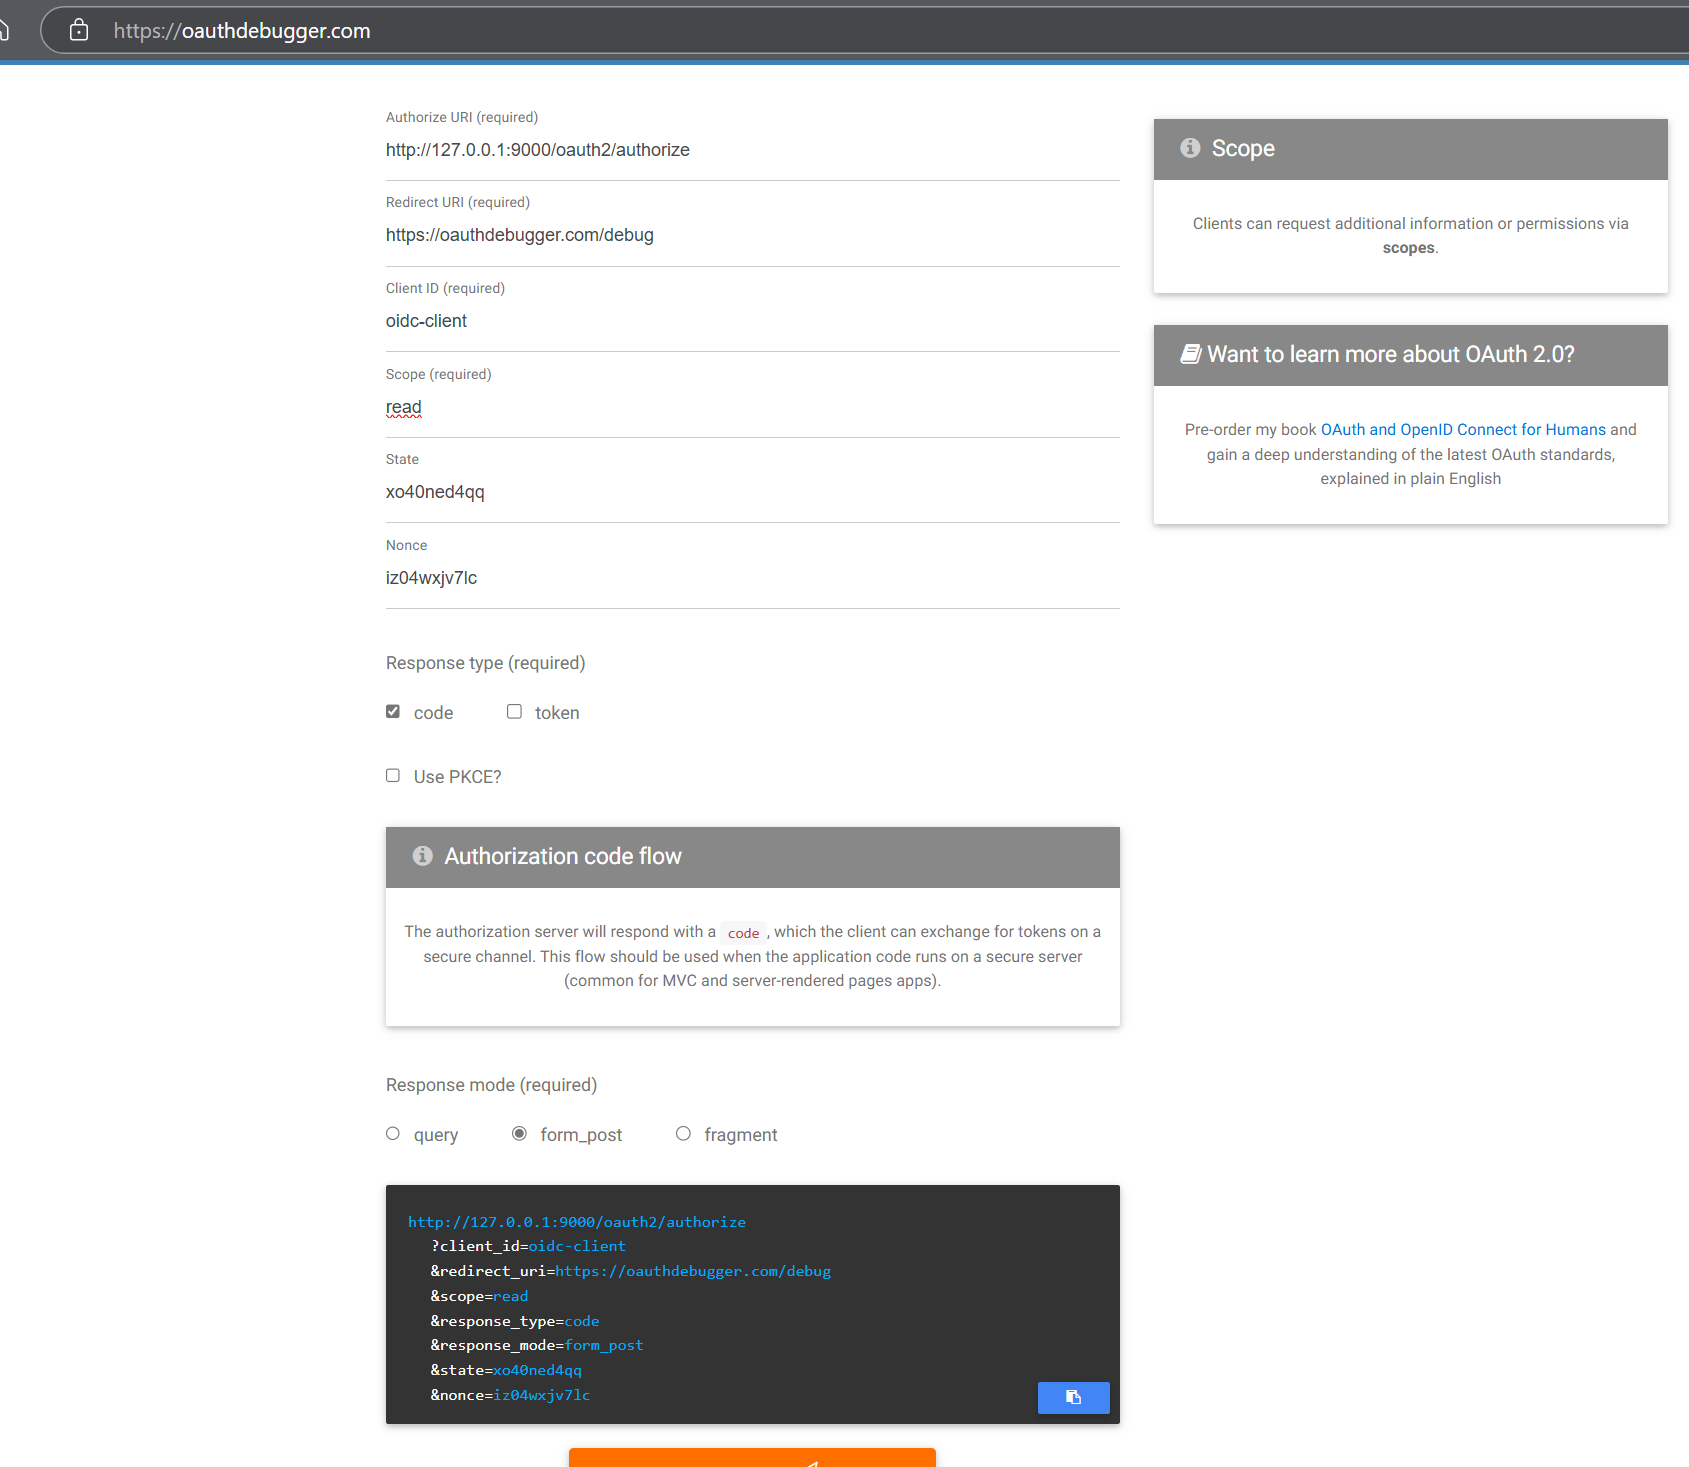 https://oauthdebugger.com
Authorize URI (required)
http://127.0.0.1:9000/oauth2/authorize
Redirect URI (required)
https://oauthdebugger.com/debug
Client ID (required)
oidc-client
Scope (required)
read
State
xo40ned4qq
Nonce
iz04wxjv7lc
Response type (required)
code token
Use PKCE?
Authorization code flow
The authorization server will respond with a code , which the client can exchange for tokens on a
secure channel. This flow should be used when the application code runs on a secure server
(common for MVC and server-rendered pages apps).
Response mode (required)
query form_post fragment
http://127.0.0.1:9000/oauth2/authorize
?client_id=oidc-client
&redirect_uri=https://oauthdebugger.com/debug
&scope=read
&response_type=code
&response_mode=form_post
&state=xo40ned4qq
&nonce=iz04wxjv7lc
Scope
Clients can request additional information or permissions via
scopes.
Want to learn more about OAuth 2.0?
Pre-order my book OAuth and OpenID Connect for Humans and
gain a deep understanding of the latest OAuth standards,
explained in plain English